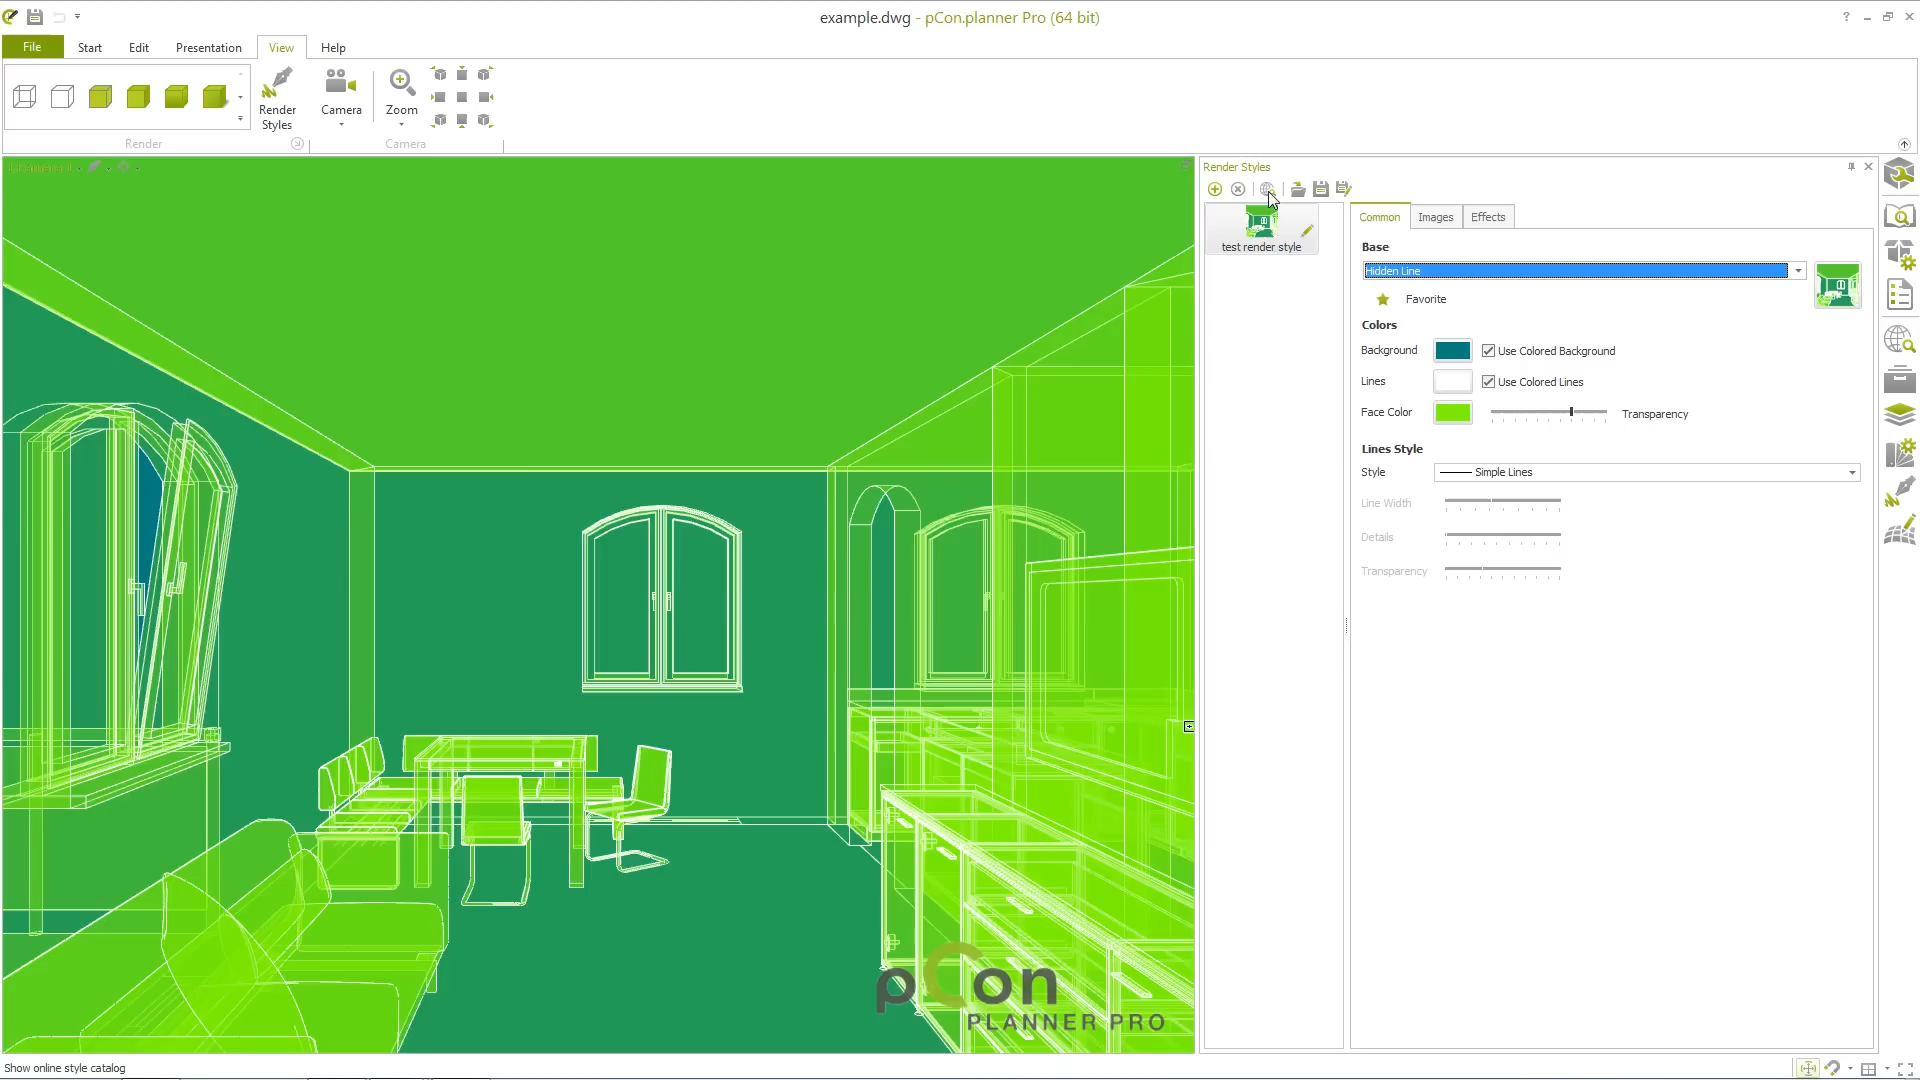 example.dwg - pCon.planner Pro (64 bit)
File Start Edit Presentation View Help
Render Styles
Camera
Zoom
Render
Camera
Render Styles
test render style
Common Images Effects
Base
Hidden Line
Favorite
Colors
Background Use Colored Background
Lines Use Colored Lines
Face Color Transparency
Lines Style
Style Simple Lines
Line Width
Details
Transparency
pCon
PLANNER PRO
Show online style catalog